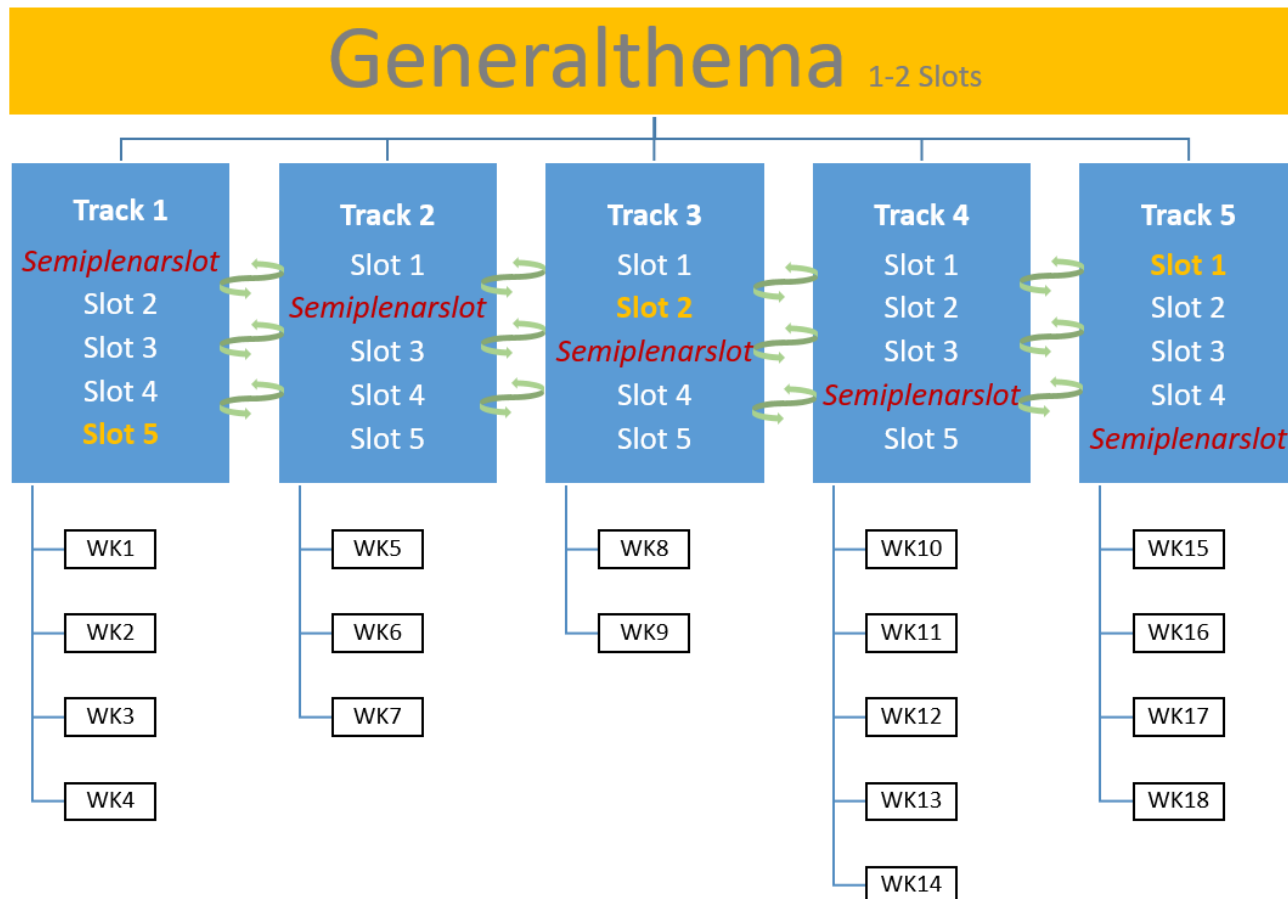 Generalthema 1-2 Slots
Track 1
Semiplenarslot
Slot 2
Slot 3
Slot 4
Slot 5
Track 2
Slot 1
Semiplenarslot
Slot 3
Slot 4
Slot 5
Track 3
Slot 1
Slot 2
Semiplenarslot
Slot 4
Slot 5
Track 4
Slot 1
Slot 2
Slot 3
Semiplenarslot
Slot 5
Track 5
Slot 1
Slot 2
Slot 3
Slot 4
Semiplenarslot
WK1
WK2
WK3
WK4
WK5
WK6
WK7
WK8
WK9
WK10
WK11
WK12
WK13
WK14
WK15
WK16
WK17
WK18